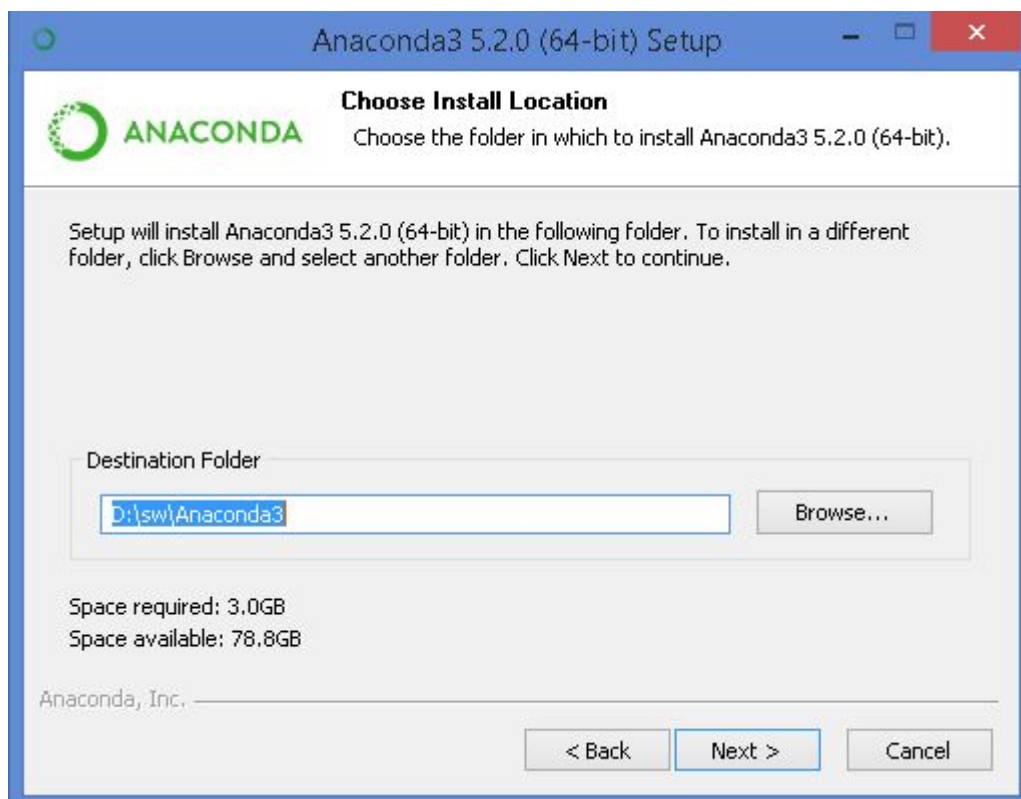 Anaconda3 5.2.0 (64-bit) Setup
ANACONDA
Choose Install Location
Choose the folder in which to install Anaconda3 5.2.0 (64-bit).
Setup will install Anaconda3 5.2.0 (64-bit) in the following folder. To install in a different
folder, click Browse and select another folder. Click Next to continue.
Destination Folder
D:\sw\Anaconda3
Browse...
Space required: 3.0GB
Space available: 78.8GB
Anaconda, Inc.
< Back
Next >
Cancel